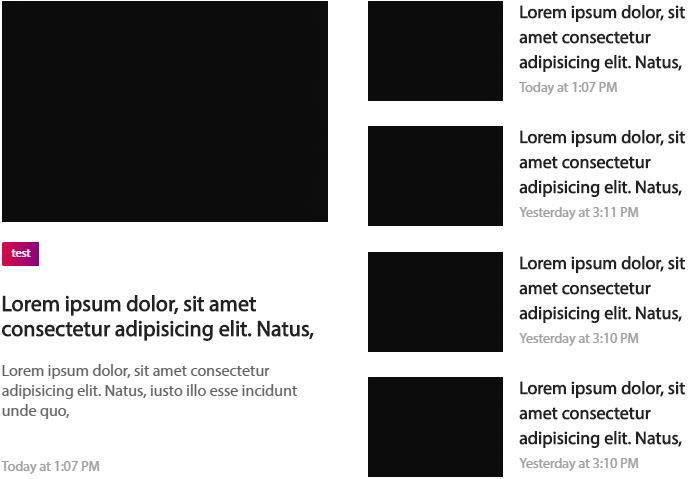 test
Lorem ipsum dolor, sit amet
consectetur adipisicing elit. Natus,
Lorem ipsum dolor, sit amet consectetur
adipisicing elit. Natus, iusto illo esse incidunt
unde quo,
Today at 1:07 PM
Lorem ipsum dolor, sit
amet consectetur
adipisicing elit. Natus,
Today at 1:07 PM
Lorem ipsum dolor, sit
amet consectetur
adipisicing elit. Natus,
Yesterday at 3:11 PM
Lorem ipsum dolor, sit
amet consectetur
adipisicing elit. Natus,
Yesterday at 3:10 PM
Lorem ipsum dolor, sit
amet consectetur
adipisicing elit. Natus,
Yesterday at 3:10 PM